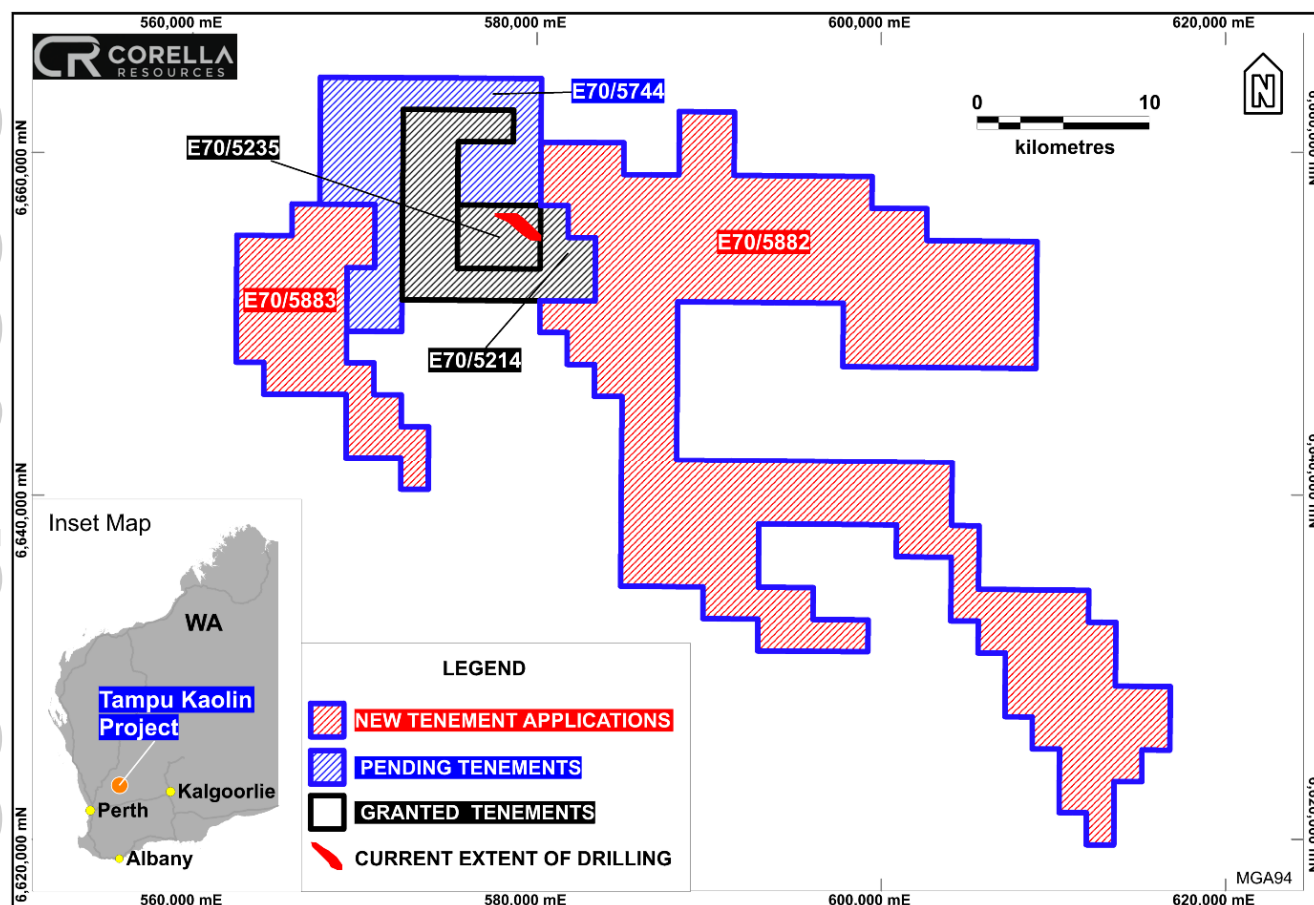 560,000 mE
580,000 mE
600,000 mE
620,000 mE
CR CORELLA
RESOURCES
E70/5744
N
0 10
kilometres
E70/5235
6,660,000 mN
E70/5882
E70/5883
E70/5214
6,640,000 mN
Inset Map
WA
Tampu Kaolin
Project
Kalgoorlie
Perth
Albany
LEGEND
NEW TENEMENT APPLICATIONS
PENDING TENEMENTS
GRANTED TENEMENTS
CURRENT EXTENT OF DRILLING
6,620,000 mN
MGA94
560,000 mE
580,000 mE
600,000 mE
620,000 mE